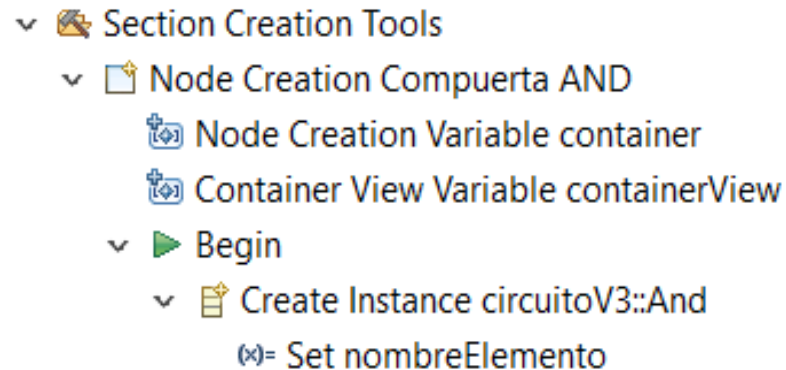 Section Creation Tools
Node Creation Compuerta AND
Node Creation Variable container
Container View Variable containerView
Begin
Create Instance circuitoV3::And
(x)= Set nombreElemento